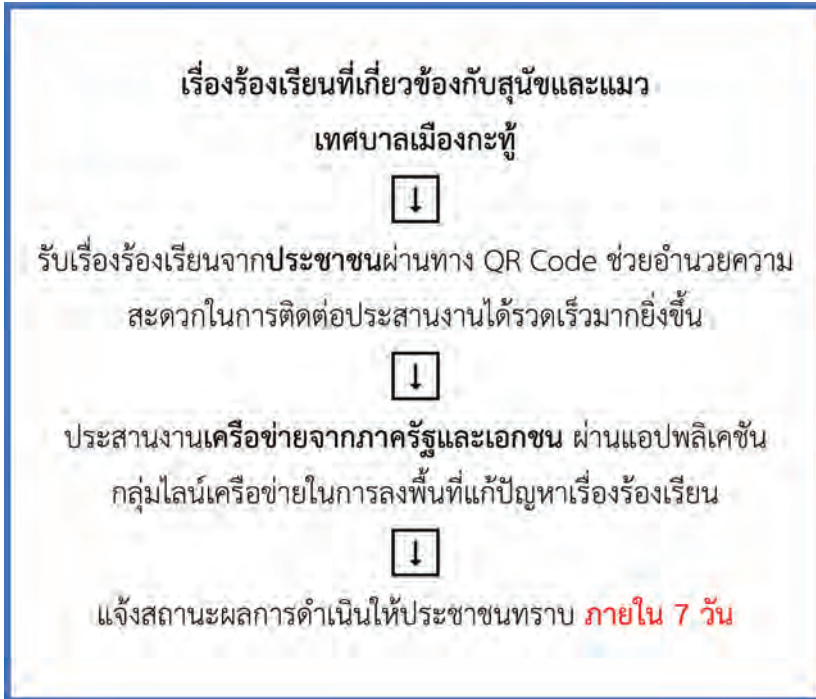 เรื่องร้องเรียนที่เกี่ยวข้องกับสุนัขและแมว
เทศบาลเมืองกะทู้
↓
รับเรื่องร้องเรียนจากประชาชนผ่านทาง QR Code ช่วยอำนวยความ
สะดวกในการติดต่อประสานงานได้รวดเร็วมากยิ่งขึ้น
↓
ประสานงานเครือข่ายจากภาครัฐและเอกชน ผ่านแอปพลิเคชัน
กลุ่มไลน์เครือข่ายในการลงพื้นที่แก้ปัญหาเรื่องร้องเรียน
↓
แจ้งสถานะผลการดำเนินให้ประชาชนทราบ ภายใน 7 วัน